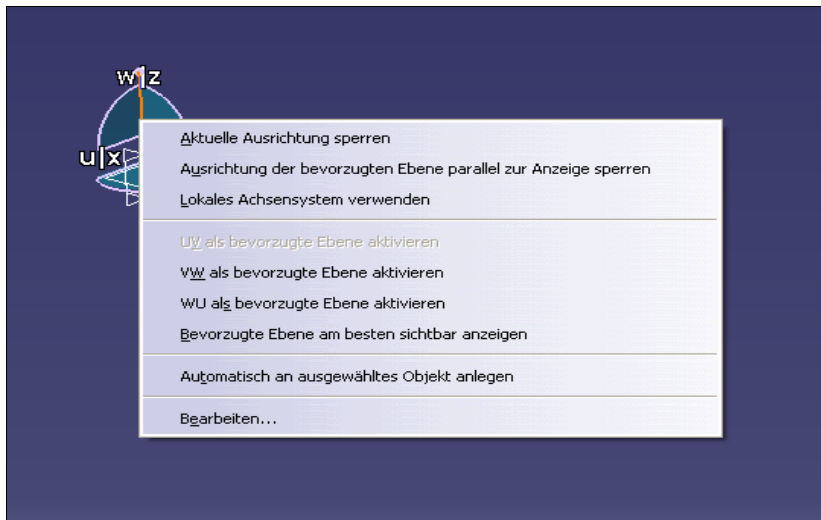 w|z
u|x
Aktuelle Ausrichtung sperren
Ausrichtung der bevorzugten Ebene parallel zur Anzeige sperren
Lokales Achsensystem verwenden
UV als bevorzugte Ebene aktivieren
VW als bevorzugte Ebene aktivieren
WU als bevorzugte Ebene aktivieren
Bevorzugte Ebene am besten sichtbar anzeigen
Automatisch an ausgewähltes Objekt anlegen
Bearbeiten...